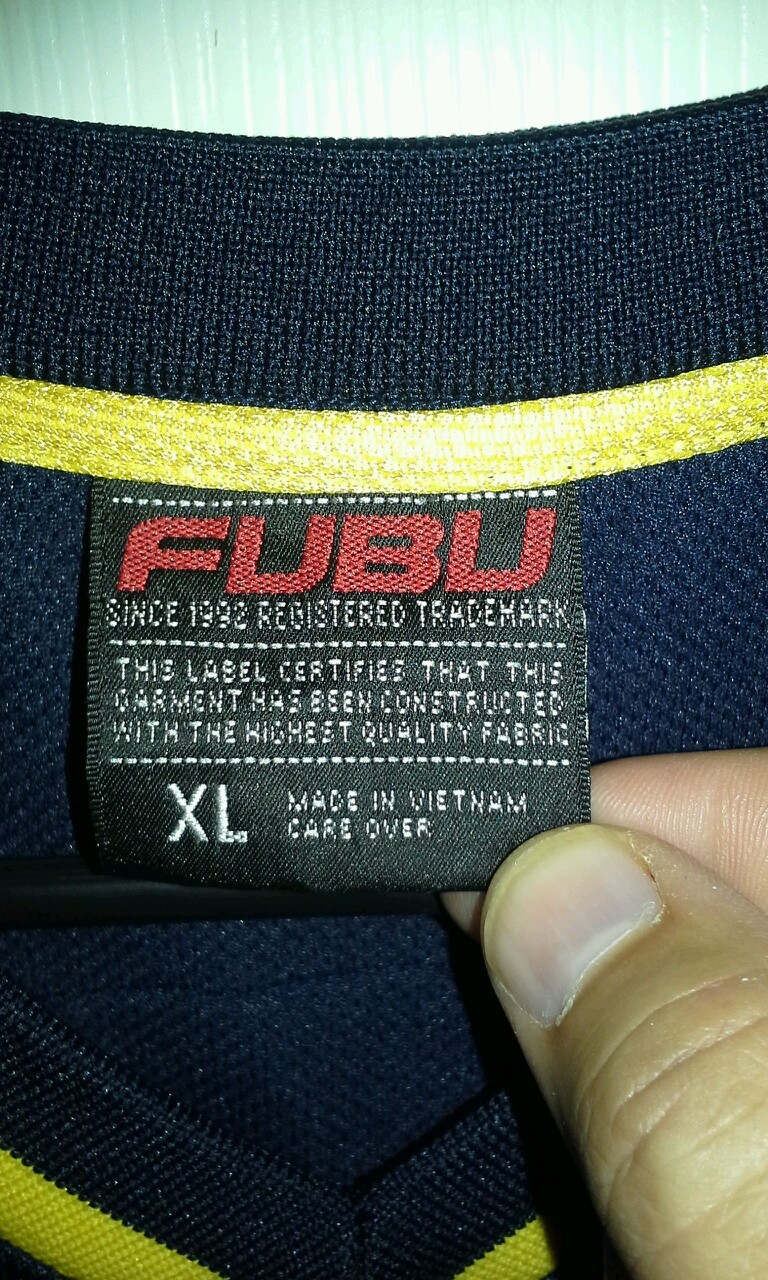 FUBU
SINCE 1992 REGISTERED TRADEMARK
THIS LABEL CERTIFIES THAT THIS
GARMENT HAS BEEN CONSTRUCTED
WITH THE HIGHEST QUALITY FABRIC
XL
MADE IN VIETNAM
CARE OVER